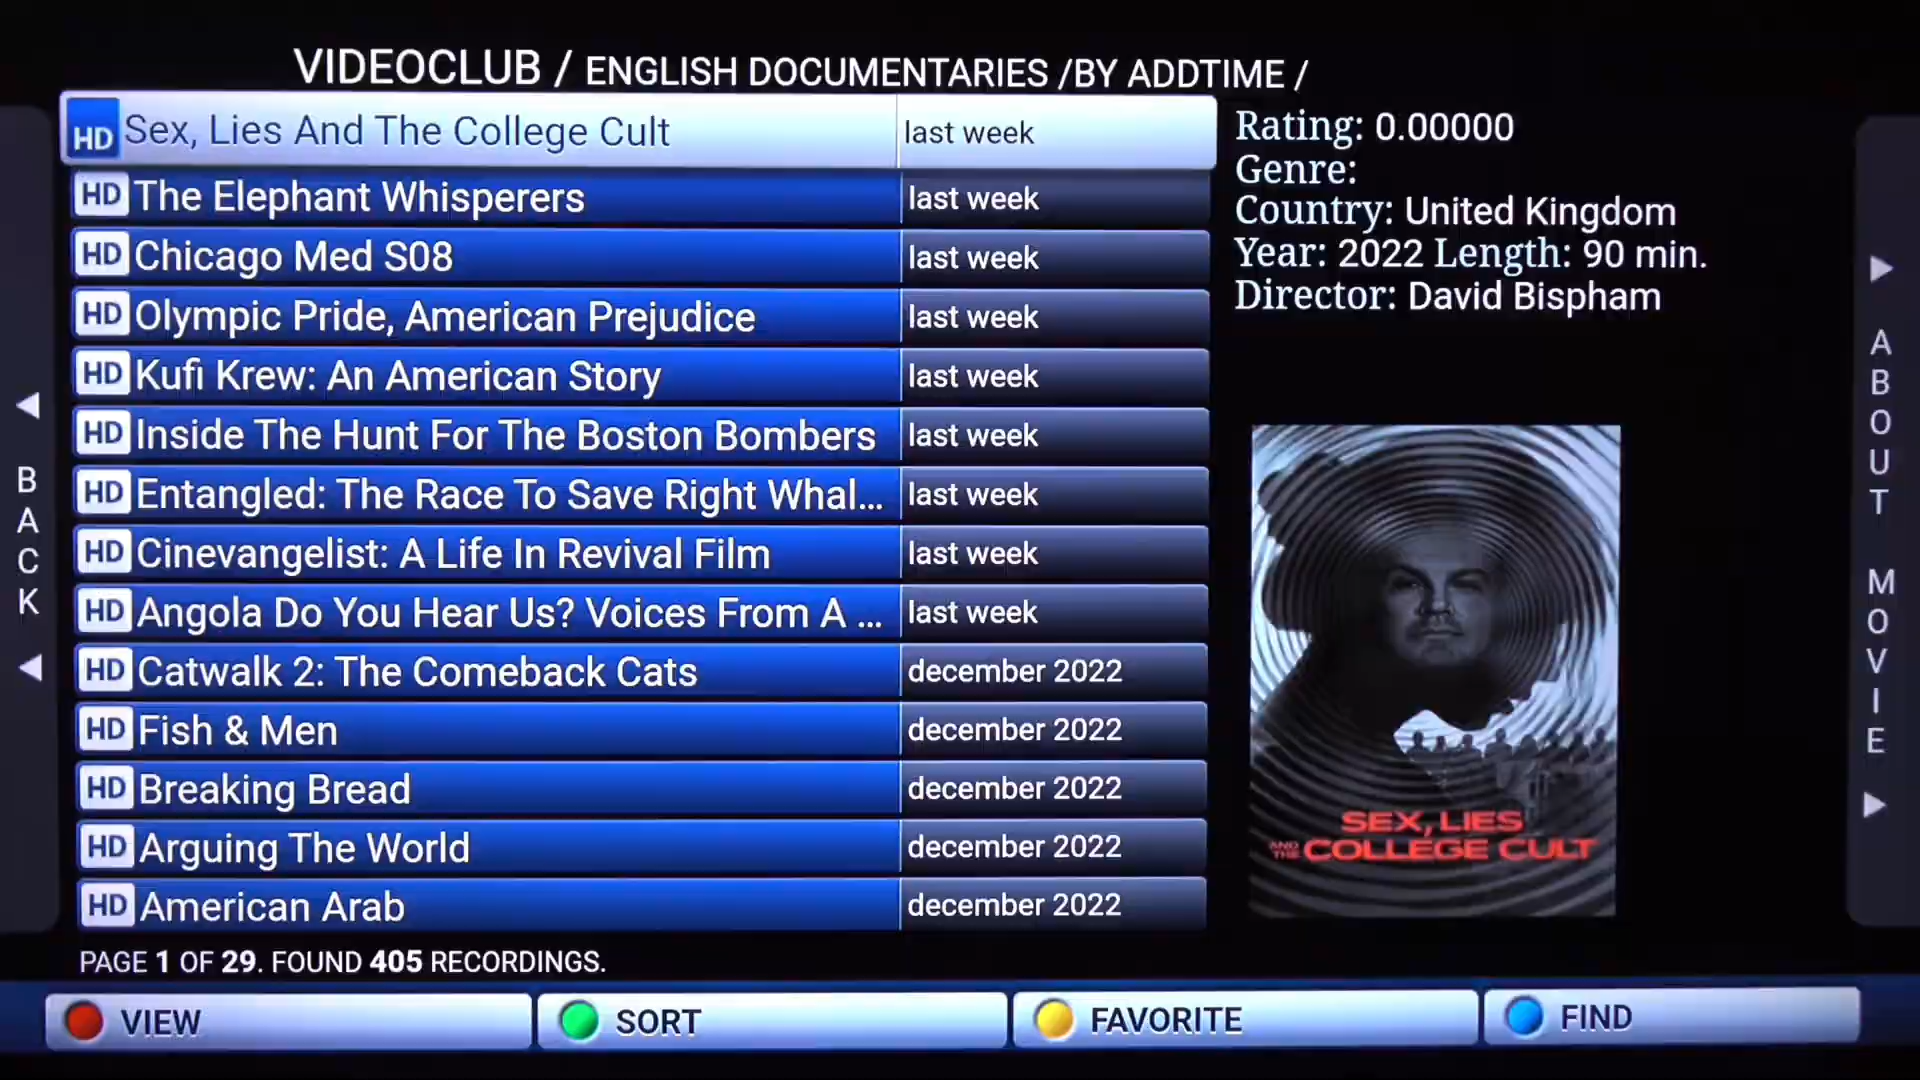 VIDEOCLUB / ENGLISH DOCUMENTARIES /BY ADDTIME /
HD Sex, Lies And The College Cult last week
HD The Elephant Whisperers last week
HD Chicago Med S08 last week
HD Olympic Pride, American Prejudice last week
HD Kufi Krew: An American Story last week
HD Inside The Hunt For The Boston Bombers last week
HD Entangled: The Race To Save Right Whal... last week
HD Cinevangelist: A Life In Revival Film last week
HD Angola Do You Hear Us? Voices From A ... last week
HD Catwalk 2: The Comeback Cats december 2022
HD Fish & Men december 2022
HD Breaking Bread december 2022
HD Arguing The World december 2022
HD American Arab december 2022
PAGE 1 OF 29. FOUND 405 RECORDINGS.
Rating: 0.00000
Genre:
Country: United Kingdom
Year: 2022 Length: 90 min.
Director: David Bispham
SEX, LIES
AND THE COLLEGE CULT
BACK
ABOUT MOVIE
VIEW SORT FAVORITE FIND